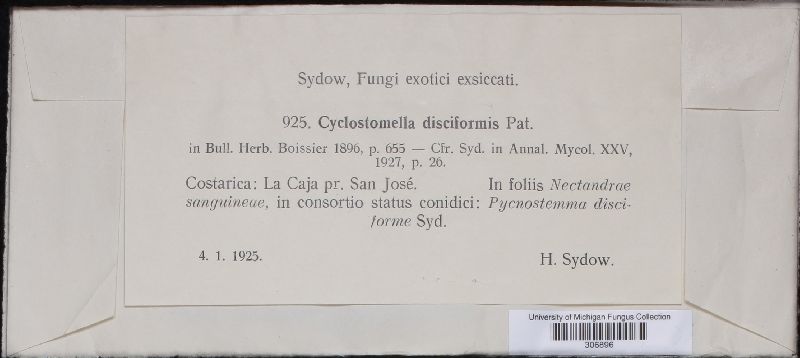 Sydow, Fungi exotici exsiccati.
925. Cyclostomella disciformis Pat.
in Bull. Herb. Boissier 1896, p. 655 — Cfr. Syd. in Annal. Mycol. XXV,
1927, p. 26.
Costarica: La Caja pr. San José. In foliis Nectandrae
sanguineae, in consortio status conidici: Pycnostemma disci-
forme Syd.
4. 1. 1925. H. Sydow.
University of Michigan Fungus Collection
306896